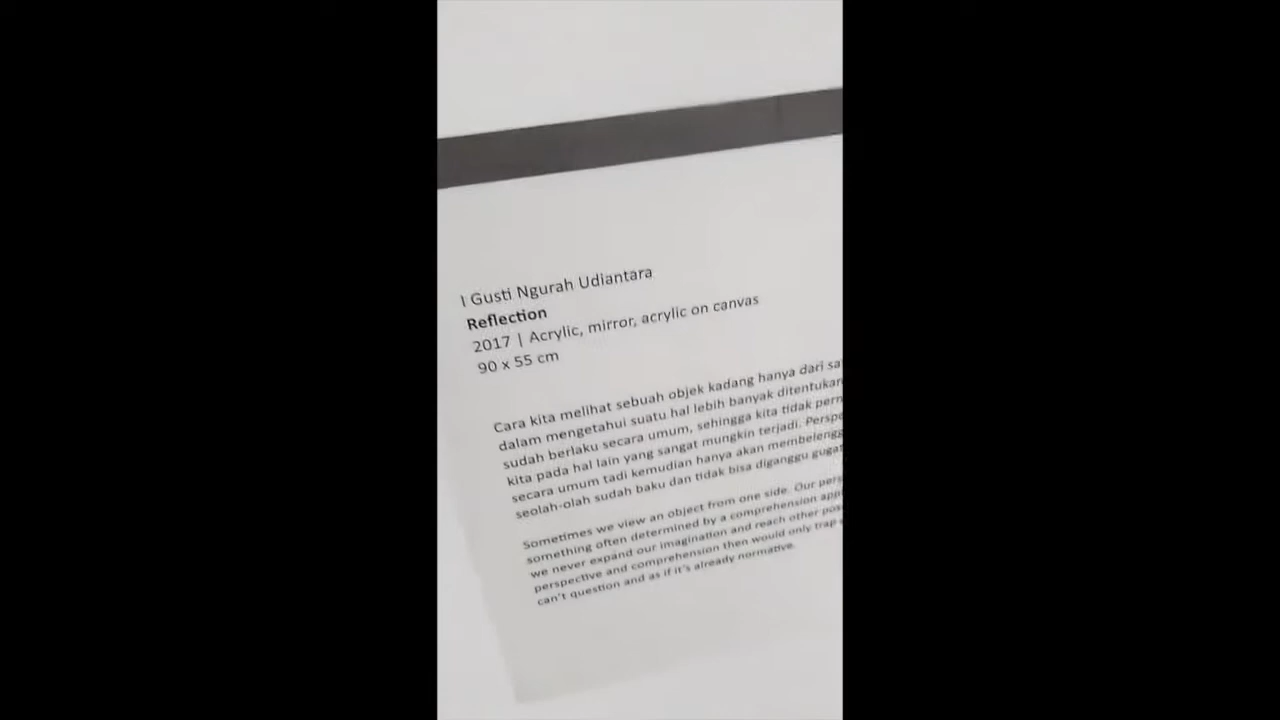 I Gusti Ngurah Udiantara
Reflection
2017 | Acrylic, mirror, acrylic on canvas
90 x 55 cm
Cara kita melihat sebuah objek kadang hanya dari
dalam mengetahui suatu hal lebih banyak ditentukan
sudah berlaku secara umum, sehingga kita tidak
kita pada hal lain yang sangat mungkin terjadi.
secara umum tadi kemudian hanya akan
seolah-olah sudah baku dan tidak bisa diganggu gugat
Sometimes we view an object from one side. Our
something often determined by a comprehension
we never expand our imagination and reach other
perspective and comprehension then would only trap
can't question and as if it's already normative.